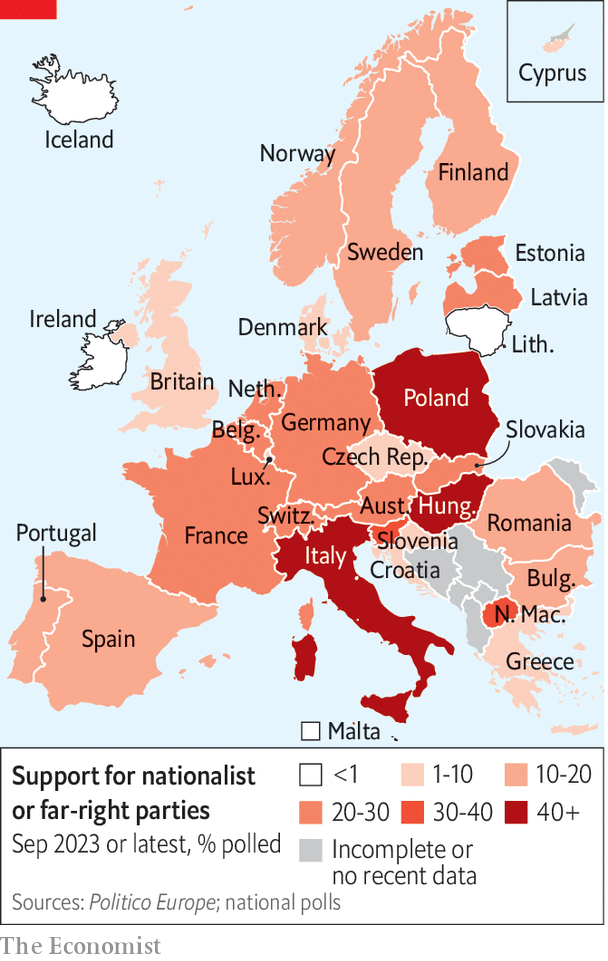 Cyprus
Iceland
Norway
Finland
Sweden
Estonia
Latvia
Ireland
Denmark
Lith.
Britain
Neth.
Poland
Germany
Belg.
Slovakia
Czech Rep.
Lux.
Aust.
Hung.
Switz.
Romania
Portugal
France
Slovenia
Italy
Croatia
Bulg.
N. Mac.
Spain
Greece
Malta
Support for nationalist
or far-right parties
Sep 2023 or latest, % polled
<1
1-10
10-20
20-30
30-40
40+
Incomplete or
no recent data
Sources: Politico Europe; national polls
The Economist